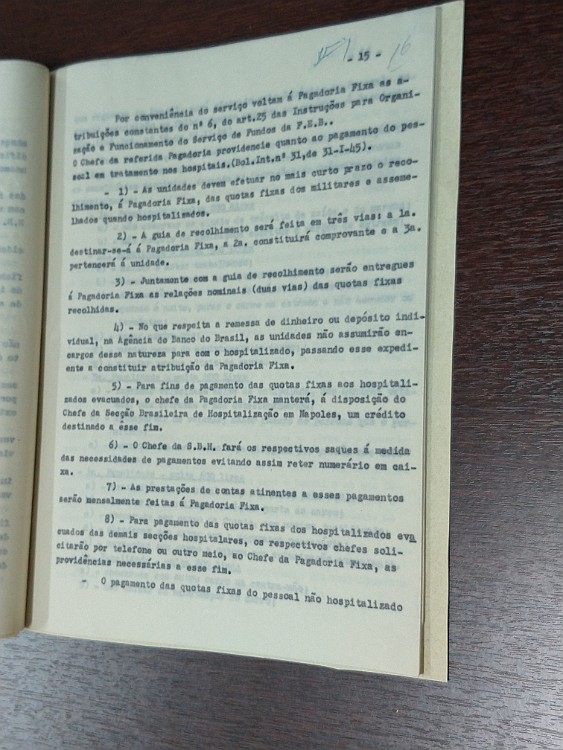 - 15 -
16
Por conveniência do serviço voltam á Pagadoria Fixa as a-
tribuições constantes do nº 6, do art.25 das Instruções para Organi-
zação e Funcionamento do Serviço de Fundos da F.E.B..
O Chefe da referida Pagadoria providencie quanto ao pagamento do pes-
soal em tratamento nos hospitais.(Bol.Int.nº 31,de 31-I-45).
- 1) - As unidades devem efetuar no mais curto prazo o reco-
lhimento, á Pagadoria Fixa, das quotas fixas dos militares e asseme-
lhados quando hospitalizados.
2) - A guia de recolhimento será feita em três vias: a 1a.
destinar-se-á á Pagadoria Fixa, a 2a. constituirá comprovante e a 3a.
pertencerá á unidade.
3) - Juntamente com a guia de recolhimento serão entregues
á Pagadoria Fixa as relações nominais (duas vias) das quotas fixas
recolhidas.
4) - No que respeita a remessa de dinheiro ou depósito indi-
vidual, na Agência do Banco do Brasil, as unidades não assumirão en-
cargos dessa natureza para com o hospitalizado, passando esse expedi-
ente a constituir atribuição da Pagadoria Fixa.
5) - Para fins de pagamento das quotas fixas aos hospitali-
zados evacuados, o chefe da Pagadoria Fixa manterá, á disposição do
Chefe da Secção Brasileira de Hospitalização em Napoles, um crédito
destinado a êsse fim.
6) - O Chefe da S.B.H. fará os respectivos saques á medida
das necessidades de pagamentos evitando assim reter numerário em cai-
xa.
7) - As prestações de contas atinentes a esses pagamentos
serão mensalmente feitas á Pagadoria Fixa.
8) - Para pagamento das quotas fixas dos hospitalizados eva
cuados das demais secções hospitalares, os respectivos chefes soli-
citarão por telefone ou outro meio, ao Chefe da Pagadoria Fixa, as
providências necessárias a esse fim.
- O pagamento das quotas fixas do pessoal não hospitalizado